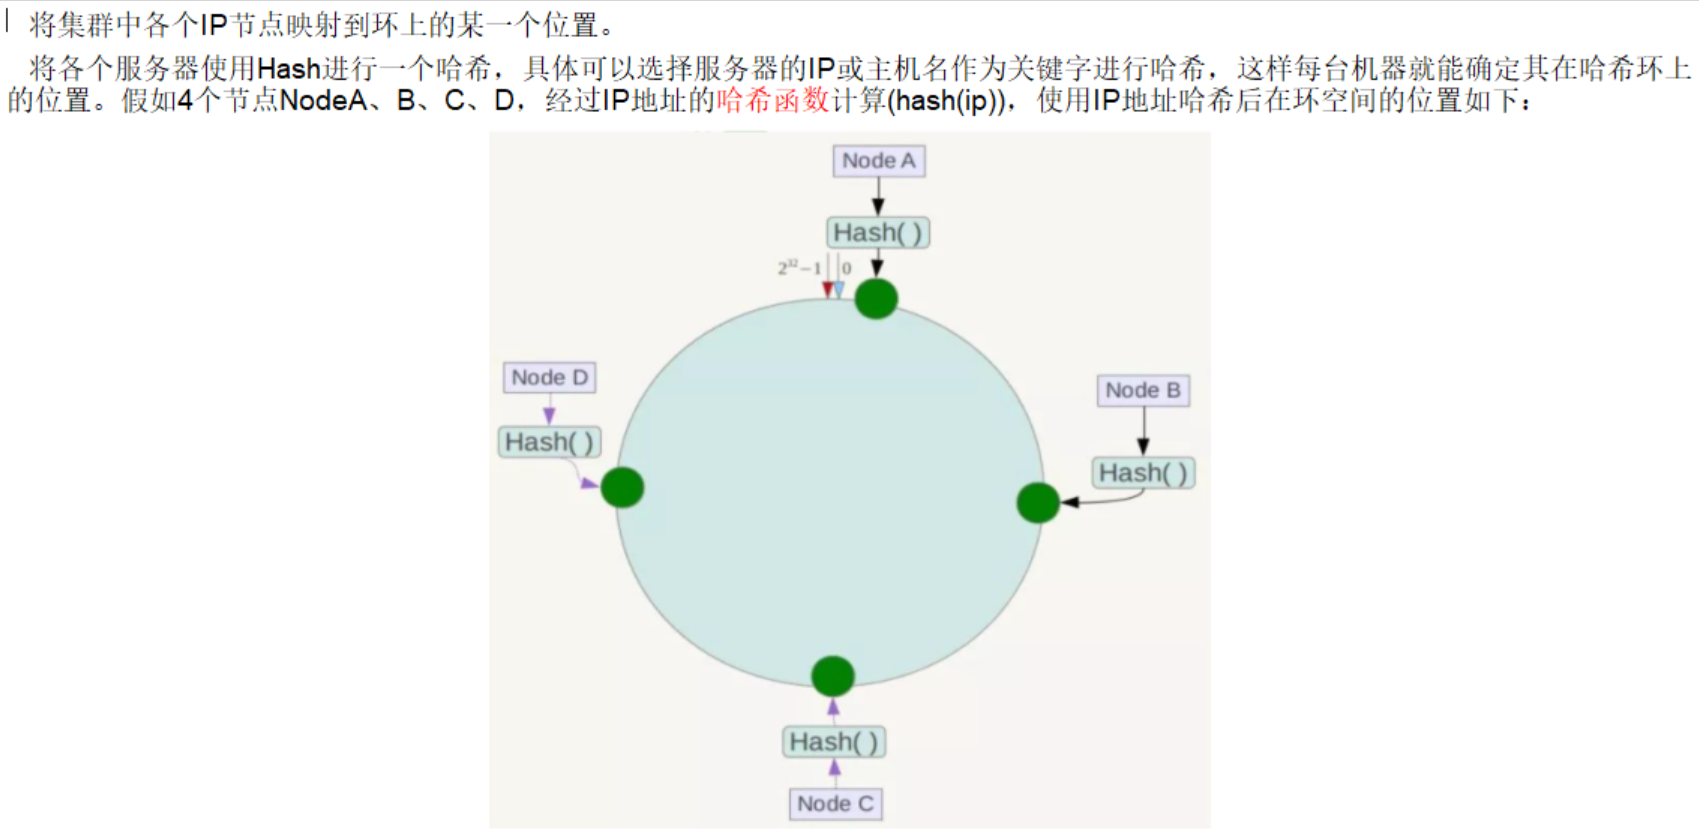 将集群中各个IP节点映射到环上的某一个位置。
将各个服务器使用Hash进行一个哈希，具体可以选择服务器的IP或主机名作为关键字进行哈希，这样每台机器就能确定其在哈希环上
的位置。假如4个节点NodeA、B、C、D，经过IP地址的哈希函数计算(hash(ip))，使用IP地址哈希后在环空间的位置如下：
Node A
Hash( )
2³²−1 0
Node D
Node B
Hash( )
Hash( )
Hash( )
Node C